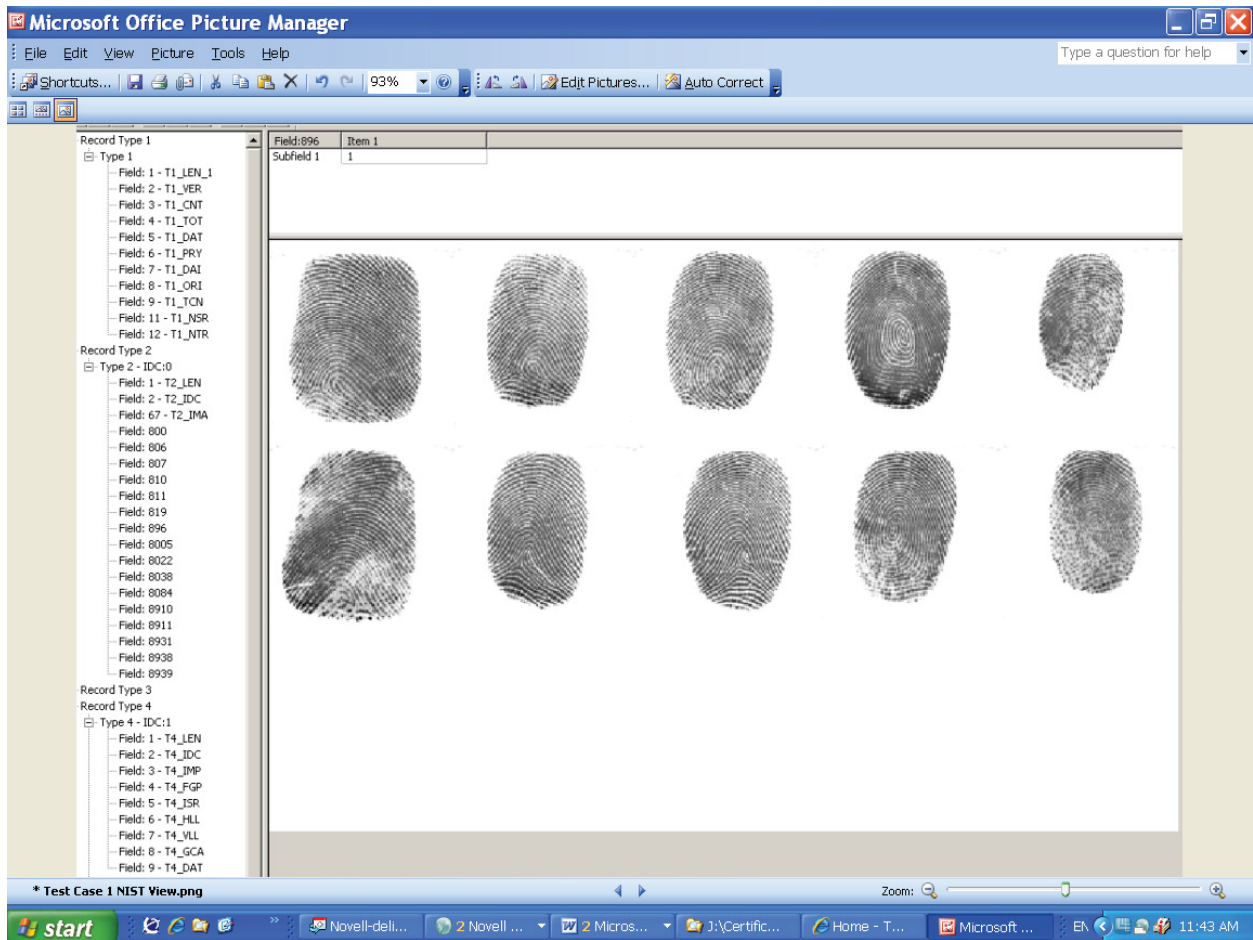 Microsoft Office Picture Manager
File Edit View Picture Tools Help
Type a question for help
Shortcuts... 93% Edit Pictures... Auto Correct
Record Type 1
Type 1
Field: 1 - T1_LEN_1
Field: 2 - T1_VER
Field: 3 - T1_CNT
Field: 4 - T1_TOT
Field: 5 - T1_DAT
Field: 6 - T1_PRY
Field: 7 - T1_DAI
Field: 8 - T1_ORI
Field: 9 - T1_TCN
Field: 11 - T1_NSR
Field: 12 - T1_NTR
Record Type 2
Type 2 - IDC:0
Field: 1 - T2_LEN
Field: 2 - T2_IDC
Field: 67 - T2_IMA
Field: 800
Field: 806
Field: 807
Field: 810
Field: 811
Field: 819
Field: 896
Field: 8005
Field: 8022
Field: 8038
Field: 8084
Field: 8910
Field: 8911
Field: 8931
Field: 8938
Field: 8939
Record Type 3
Record Type 4
Type 4 - IDC:1
Field: 1 - T4_LEN
Field: 2 - T4_IDC
Field: 3 - T4_IMP
Field: 4 - T4_FGP
Field: 5 - T4_ISR
Field: 6 - T4_HLL
Field: 7 - T4_VLL
Field: 8 - T4_GCA
Field: 9 - T4_DAT
Field:896 Item 1
Subfield 1 1
* Test Case 1 NIST View.png
Zoom:
start Novell-deli... 2 Novell ... 2 Micros... J:\Certific... Home - T... Microsoft ... EN 11:43 AM